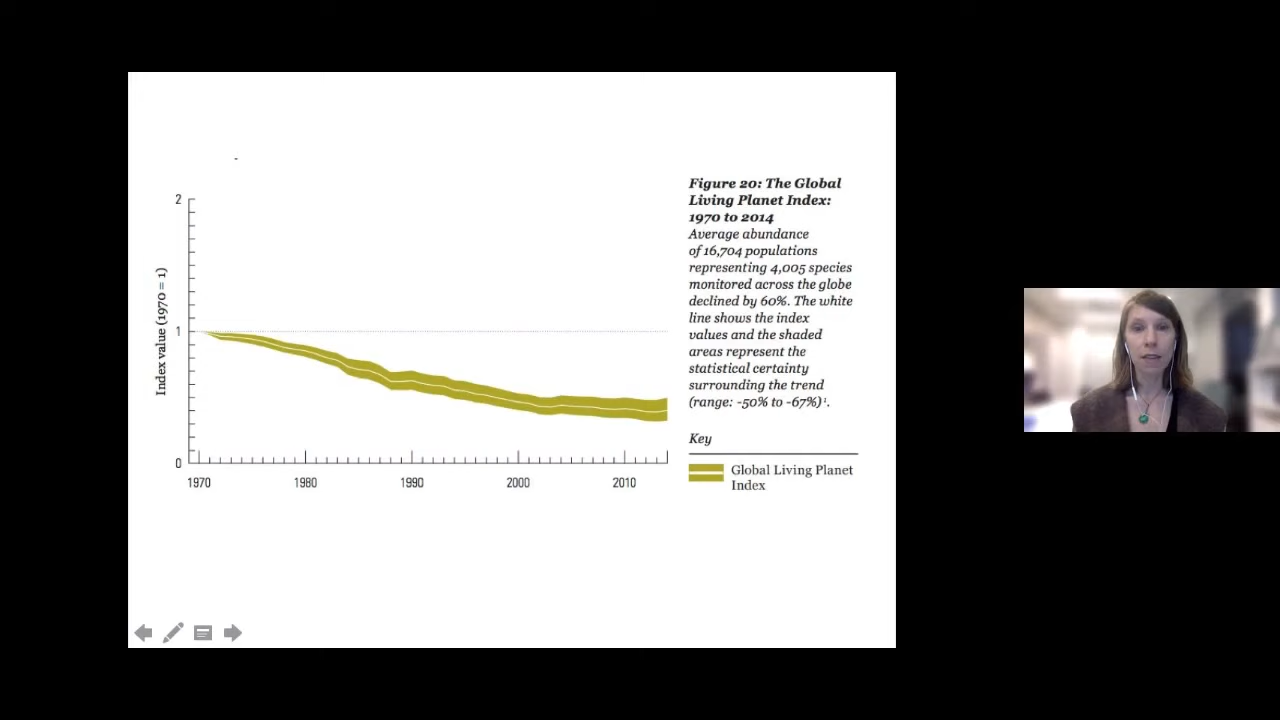 2
1
0
Index value (1970 = 1)
1970
1980
1990
2000
2010
Figure 20: The Global
Living Planet Index:
1970 to 2014
Average abundance
of 16,704 populations
representing 4,005 species
monitored across the globe
declined by 60%. The white
line shows the index
values and the shaded
areas represent the
statistical certainty
surrounding the trend
(range: -50% to -67%)¹.
Key
Global Living Planet
Index